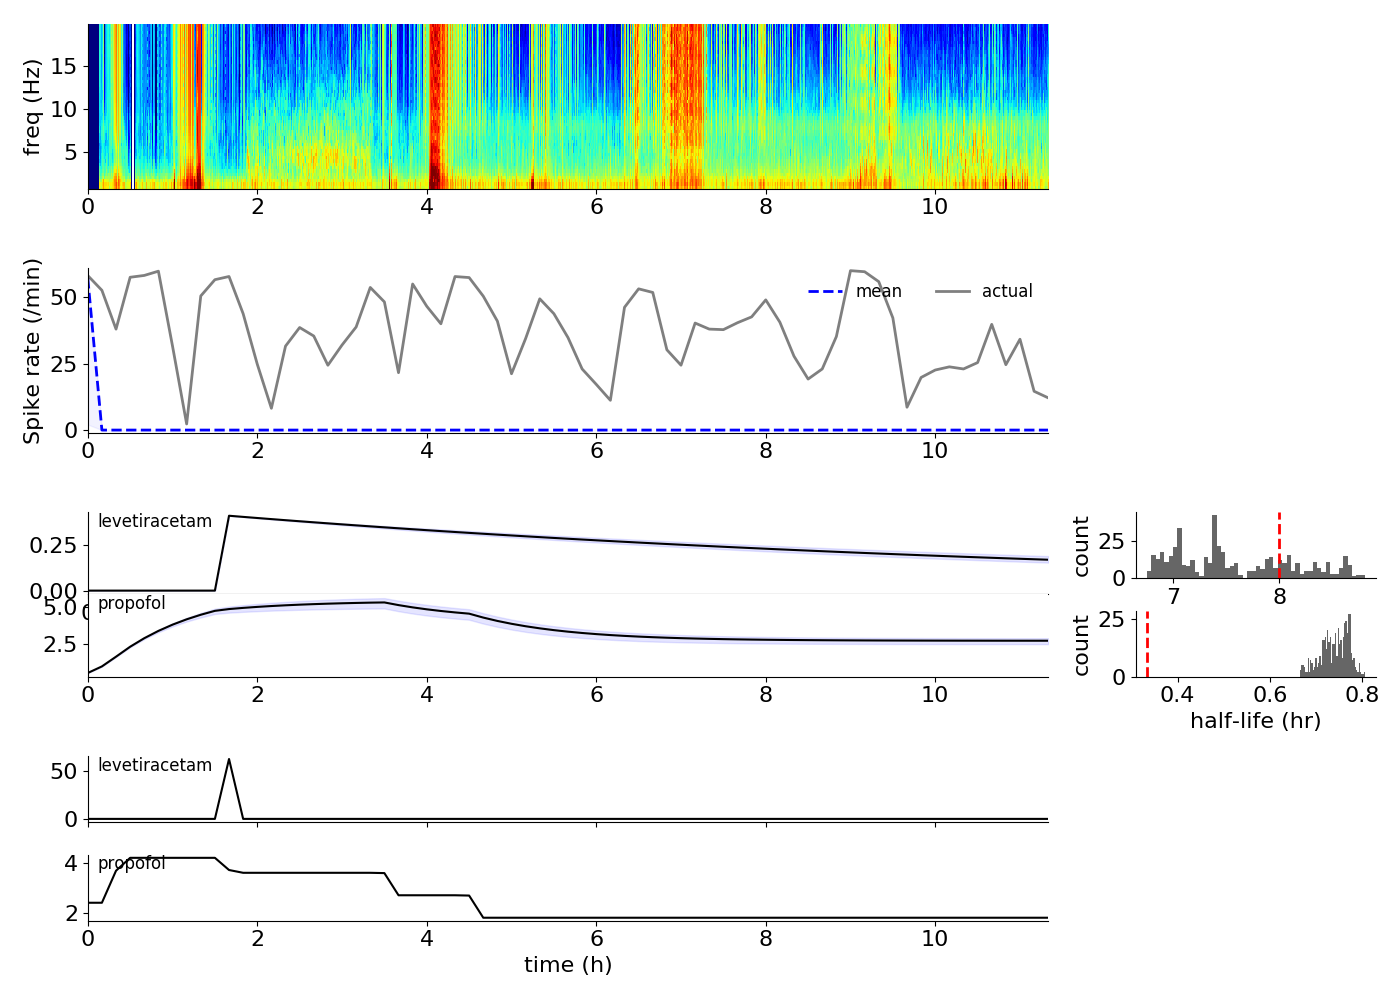 freq (Hz)
15
10
5
0 2 4 6 8 10
Spike rate (/min)
50
25
0
mean actual
0 2 4 6 8 10
levetiracetam
0.25
0.00
count
25
0
7 8
propofol
5.0
2.5
0 2 4 6 8 10
count
25
0
0.4 0.6 0.8
half-life (hr)
levetiracetam
50
0
propofol
4
2
0 2 4 6 8 10
time (h)